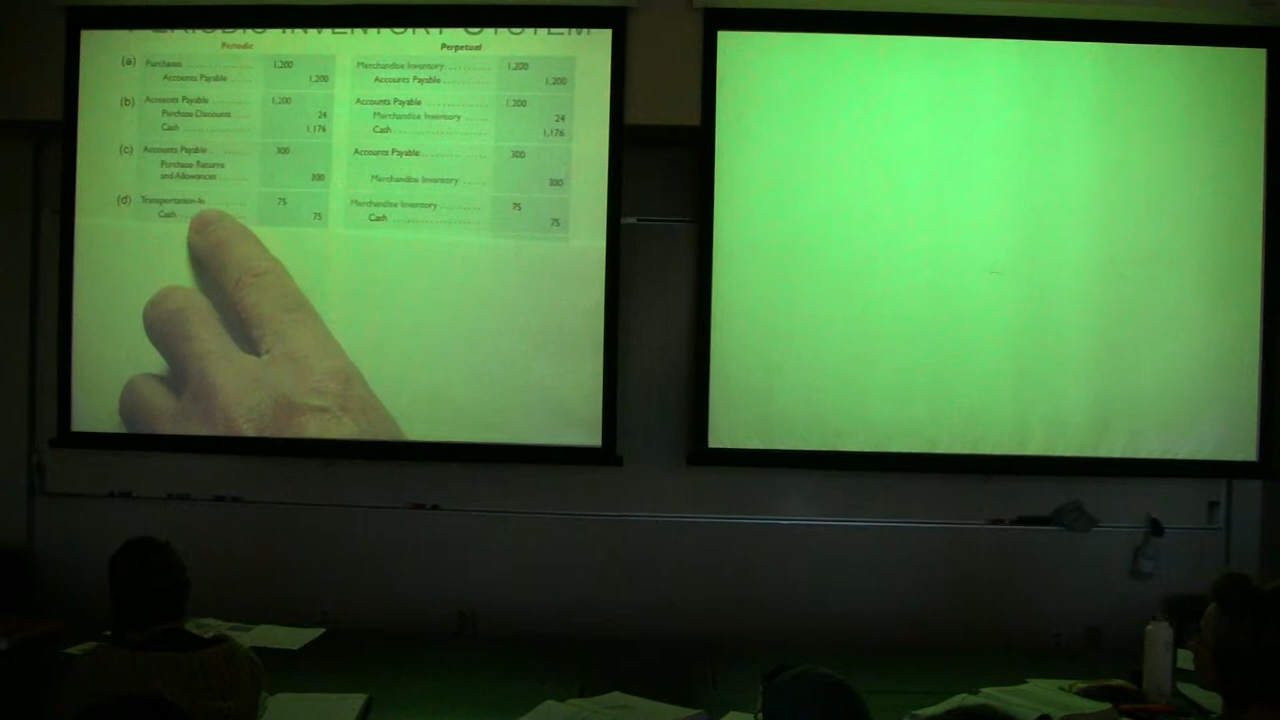 PERIODIC INVENTORY SYSTEM
Periodic Perpetual
(a) Purchases 1,200 Merchandise Inventory 1,200
Accounts Payable 1,200 Accounts Payable 1,200
(b) Accounts Payable 1,200 Accounts Payable 1,200
Purchase Discounts 24 Merchandise Inventory 24
Cash 1,176 Cash 1,176
(c) Accounts Payable 300 Accounts Payable 300
Purchase Returns
and Allowances 300 Merchandise Inventory 300
(d) Transportation-In 75 Merchandise Inventory 75
Cash 75 Cash 75